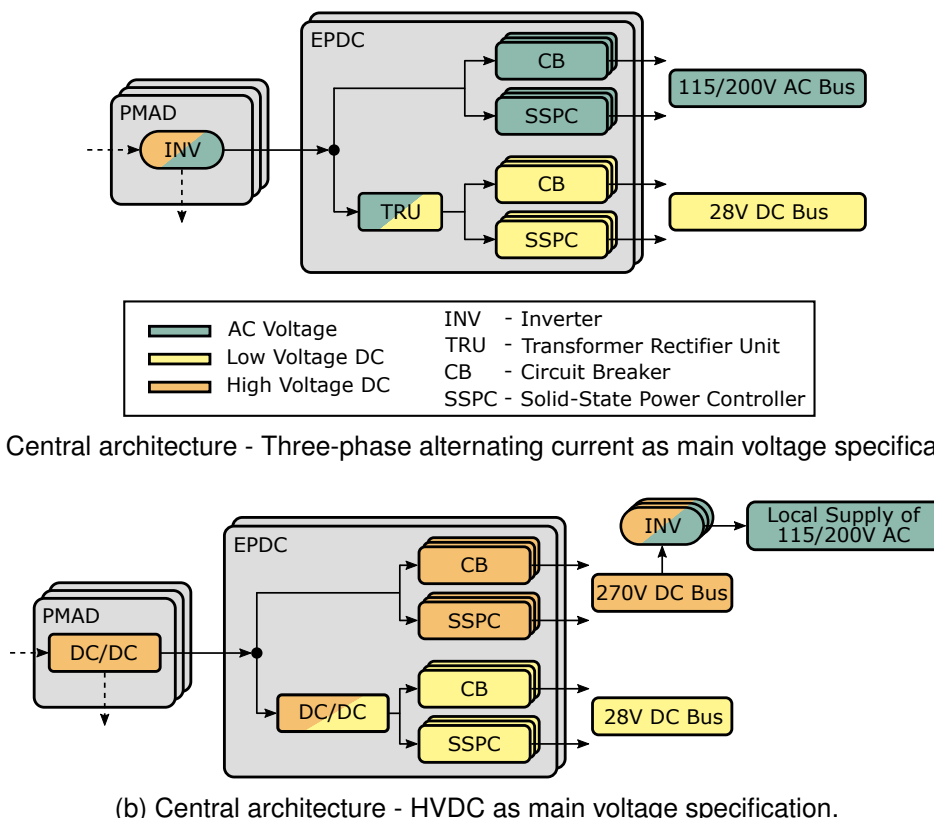 EPDC
CB
115/200V AC Bus
PMAD
INV
SSPC
CB
TRU
28V DC Bus
SSPC
AC Voltage
Low Voltage DC
High Voltage DC
INV - Inverter
TRU - Transformer Rectifier Unit
CB - Circuit Breaker
SSPC - Solid-State Power Controller
Central architecture - Three-phase alternating current as main voltage specifica
INV
Local Supply of
115/200V AC
EPDC
CB
270V DC Bus
PMAD
SSPC
DC/DC
CB
DC/DC
28V DC Bus
SSPC
(b) Central architecture - HVDC as main voltage specification.